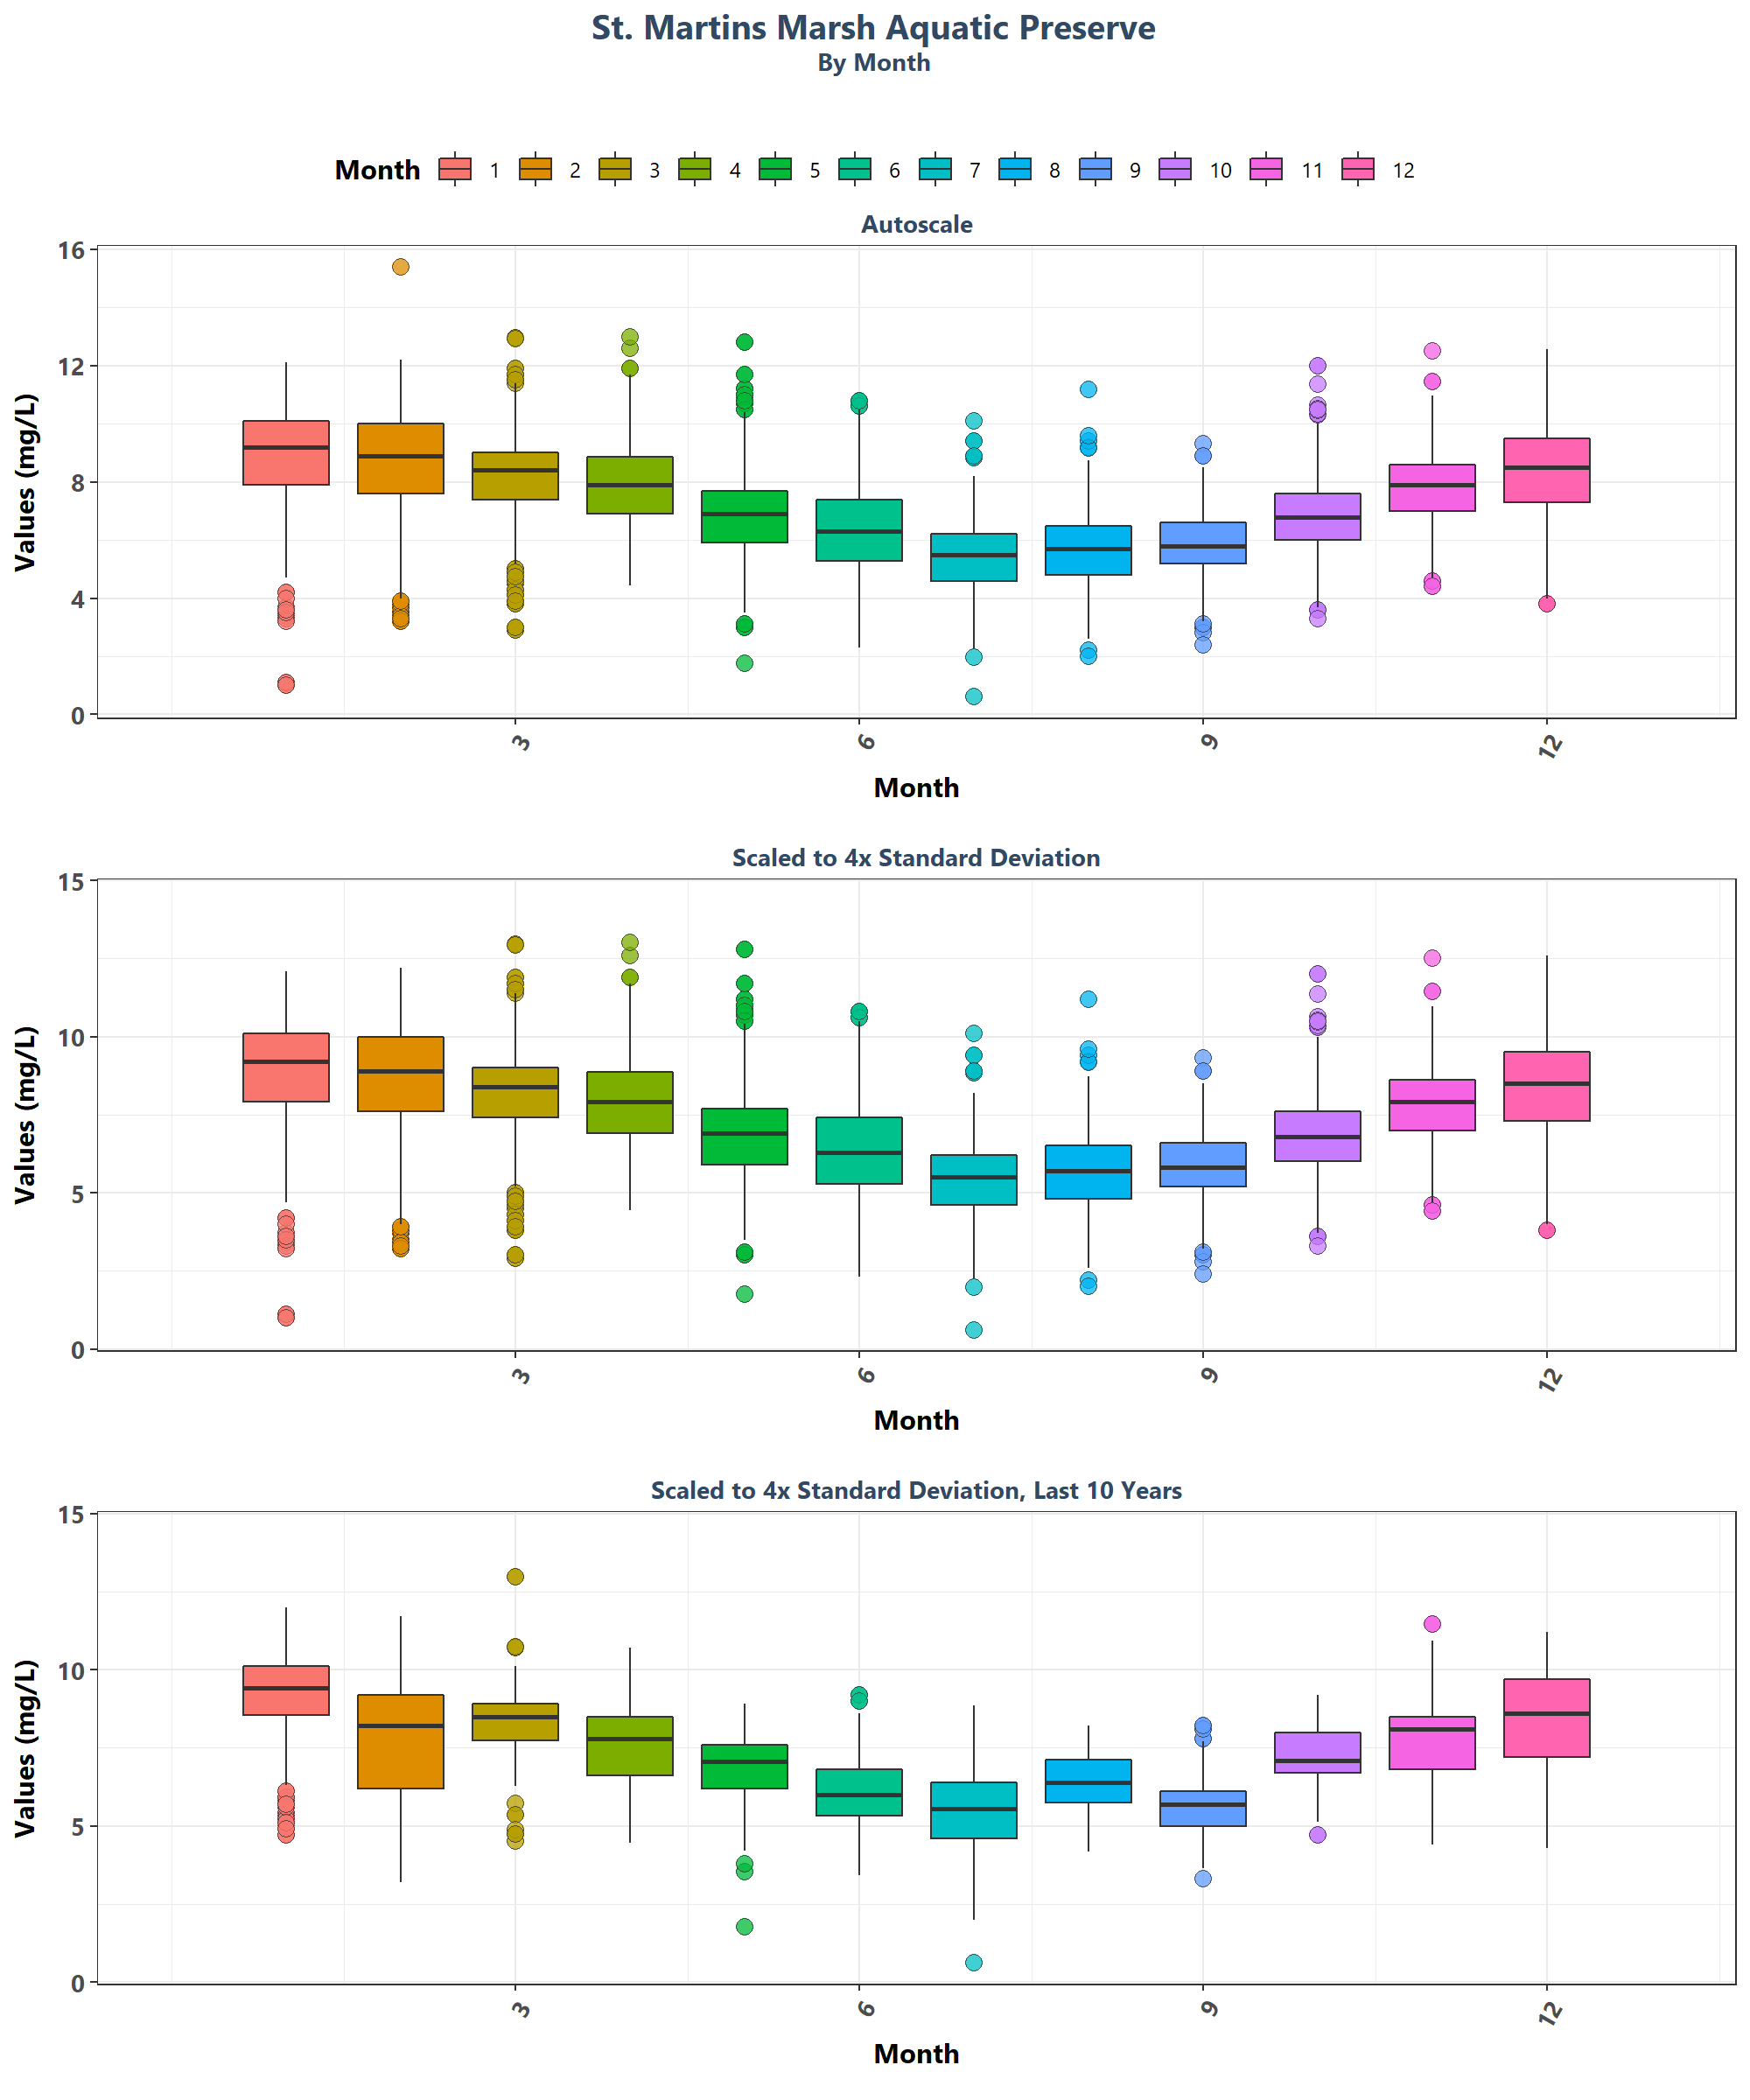 St. Martins Marsh Aquatic Preserve
By Month
Month 1 2 3 4 5 6 7 8 9 10 11 12
Autoscale
Values (mg/L)
16
12
8
4
0
3 6 9 12
Month
Scaled to 4x Standard Deviation
Values (mg/L)
15
10
5
0
3 6 9 12
Month
Scaled to 4x Standard Deviation, Last 10 Years
Values (mg/L)
15
10
5
0
3 6 9 12
Month